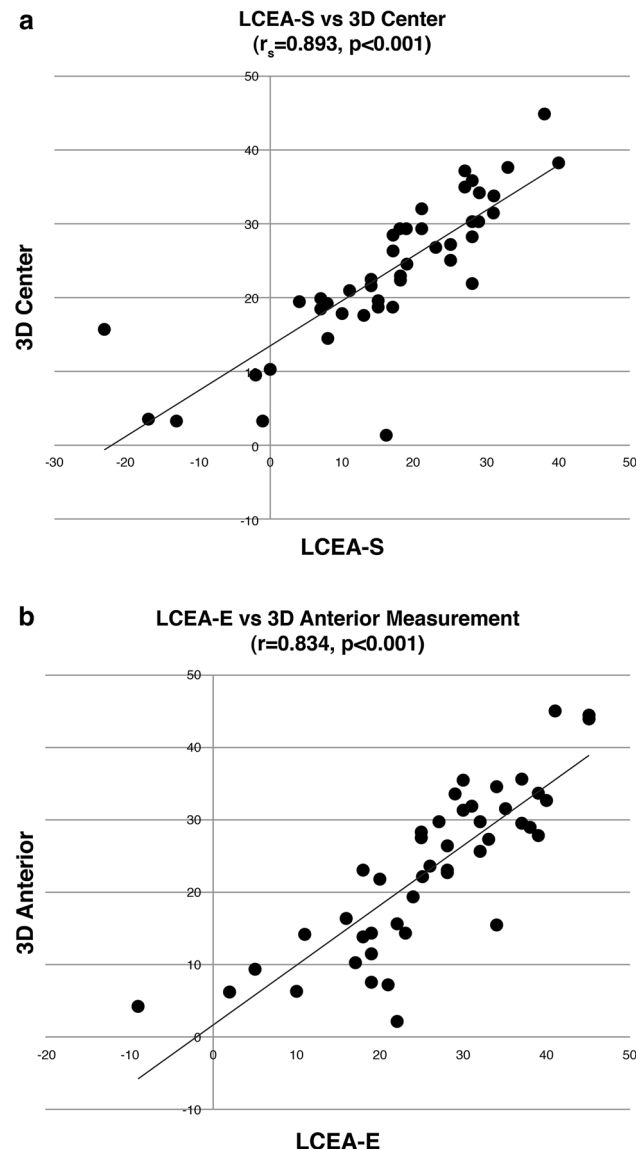 a
LCEA-S vs 3D Center
(rs=0.893, p<0.001)
50
40
30
20
10
0
-10
-30 -20 -10 0 10 20 30 40 50
3D Center
LCEA-S
b
LCEA-E vs 3D Anterior Measurement
(r=0.834, p<0.001)
50
40
30
20
10
0
-10
-20 -10 0 10 20 30 40 50
3D Anterior
LCEA-E